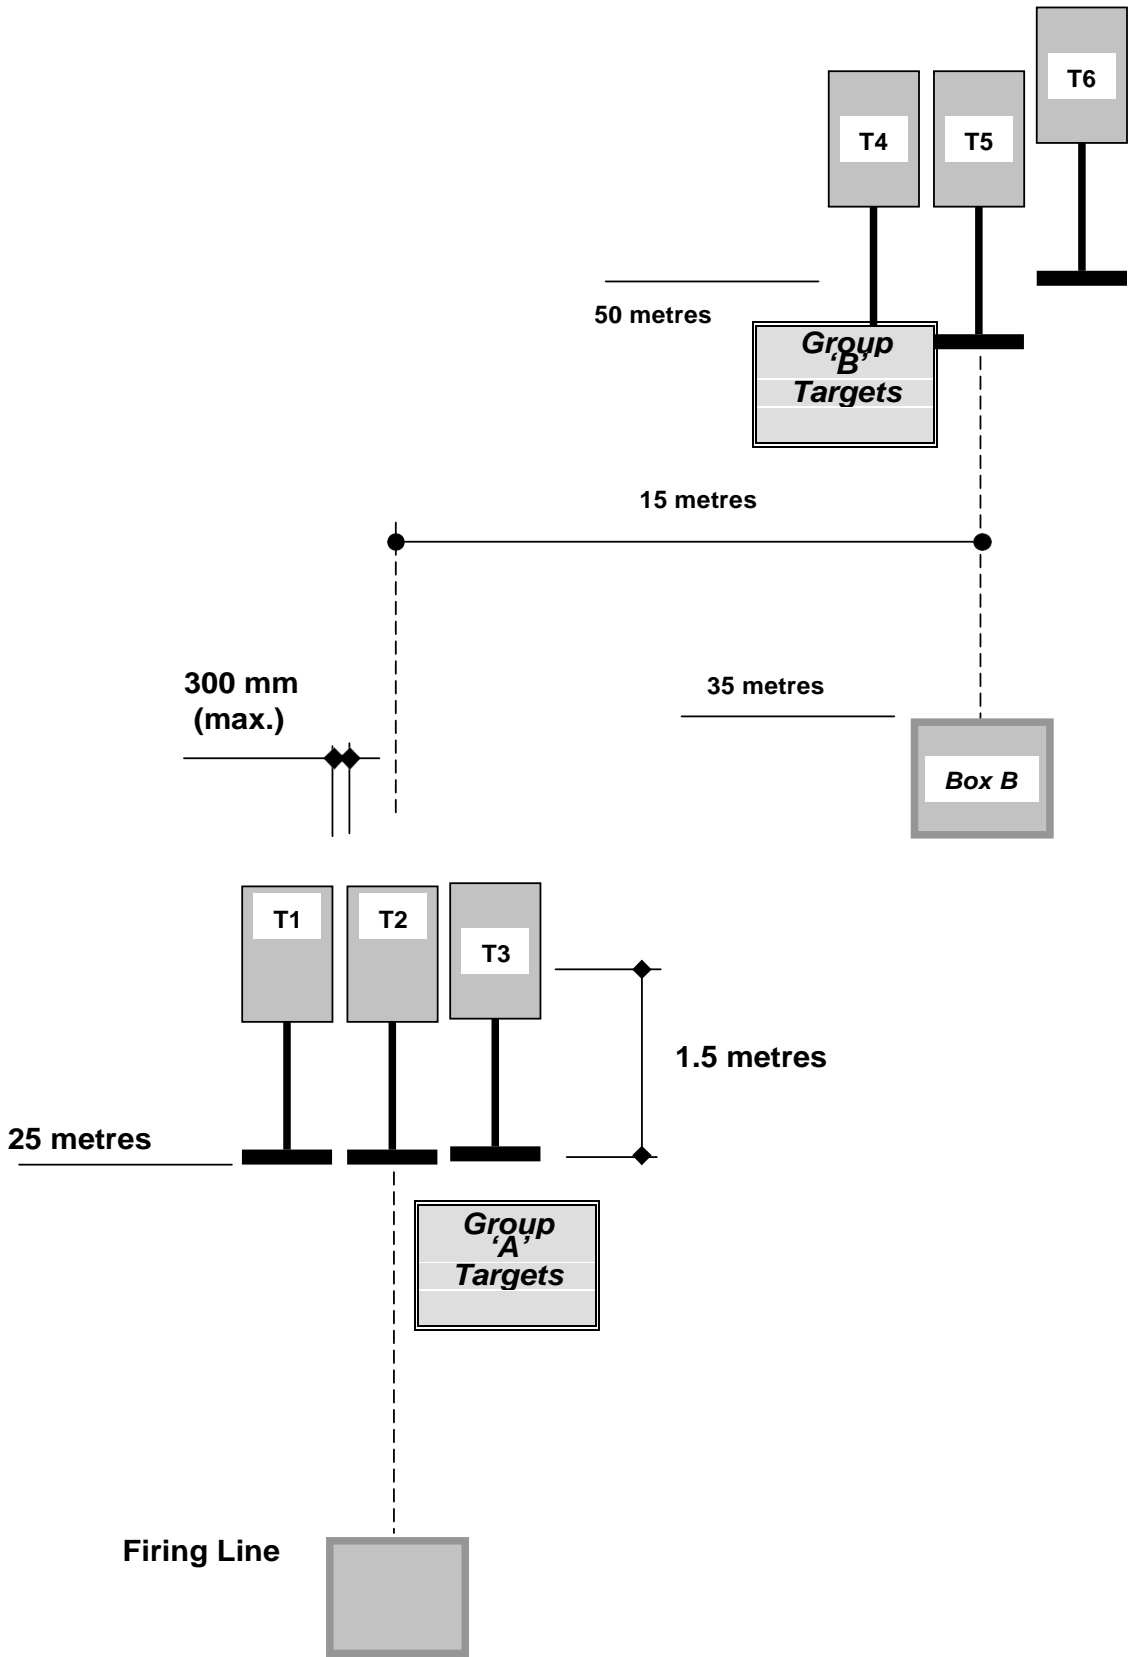 T6
T4
T5
50 metres
Group
‘B’
Targets
15 metres
300 mm
(max.)
35 metres
Box B
T1
T2
T3
1.5 metres
25 metres
Group
‘A’
Targets
Firing Line